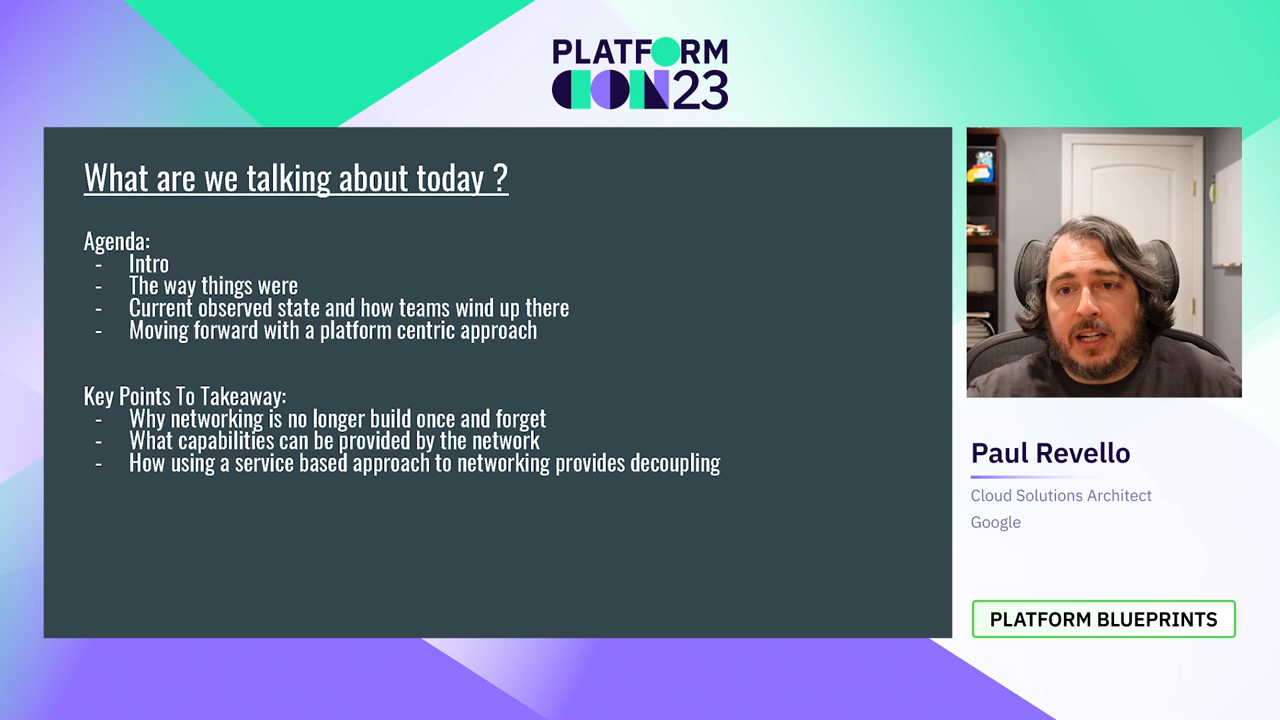 PLATFORM
CON23
What are we talking about today ?
Agenda:
- Intro
- The way things were
- Current observed state and how teams wind up there
- Moving forward with a platform centric approach
Key Points To Takeaway:
- Why networking is no longer build once and forget
- What capabilities can be provided by the network
- How using a service based approach to networking provides decoupling
Paul Revello
Cloud Solutions Architect
Google
PLATFORM BLUEPRINTS